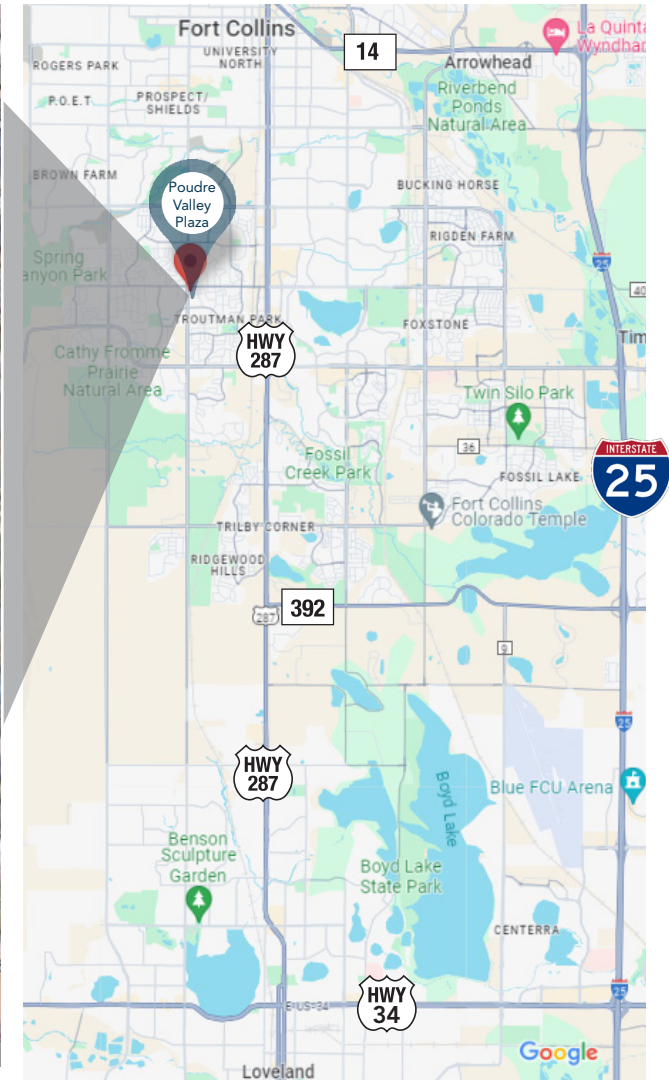 Fort Collins
UNIVERSITY
NORTH
14
La Quinta
Wyndham
ROGERS PARK
Arrowhead
P.O.E.T
PROSPECT/
SHIELDS
Riverbend
Ponds
Natural Area
BROWN FARM
BUCKING HORSE
Poudre
Valley
Plaza
RIGDEN FARM
Spring
anyon Park
25
40
TROUTMAN PARK
FOXSTONE
Tim
HWY
287
Cathy Fromme
Prairie
Natural Area
Twin Silo Park
36
Fossil
Creek Park
INTERSTATE
25
FOSSIL LAKE
Fort Collins
Colorado Temple
TRILBY CORNER
RIDGEWOOD
HILLS
287
392
9
25
HWY
287
Boyd Lake
Blue FCU Arena
Benson
Sculpture
Garden
Boyd Lake
State Park
CENTERRA
25
E US-34
HWY
34
Google
Loveland